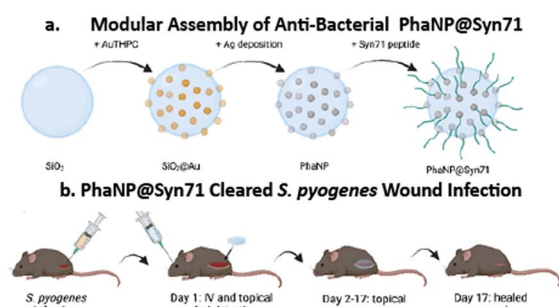 a. Modular Assembly of Anti-Bacterial PhaNP@Syn71
+ AuTHPC + Ag deposition + Syn71 peptide
SiO₂ SiO₂@Au PhaNP PhaNP@Syn71
b. PhaNP@Syn71 Cleared S. pyogenes Wound Infection
S. pyogenes Day 1: IV and topical Day 2-17: topical Day 17: healed